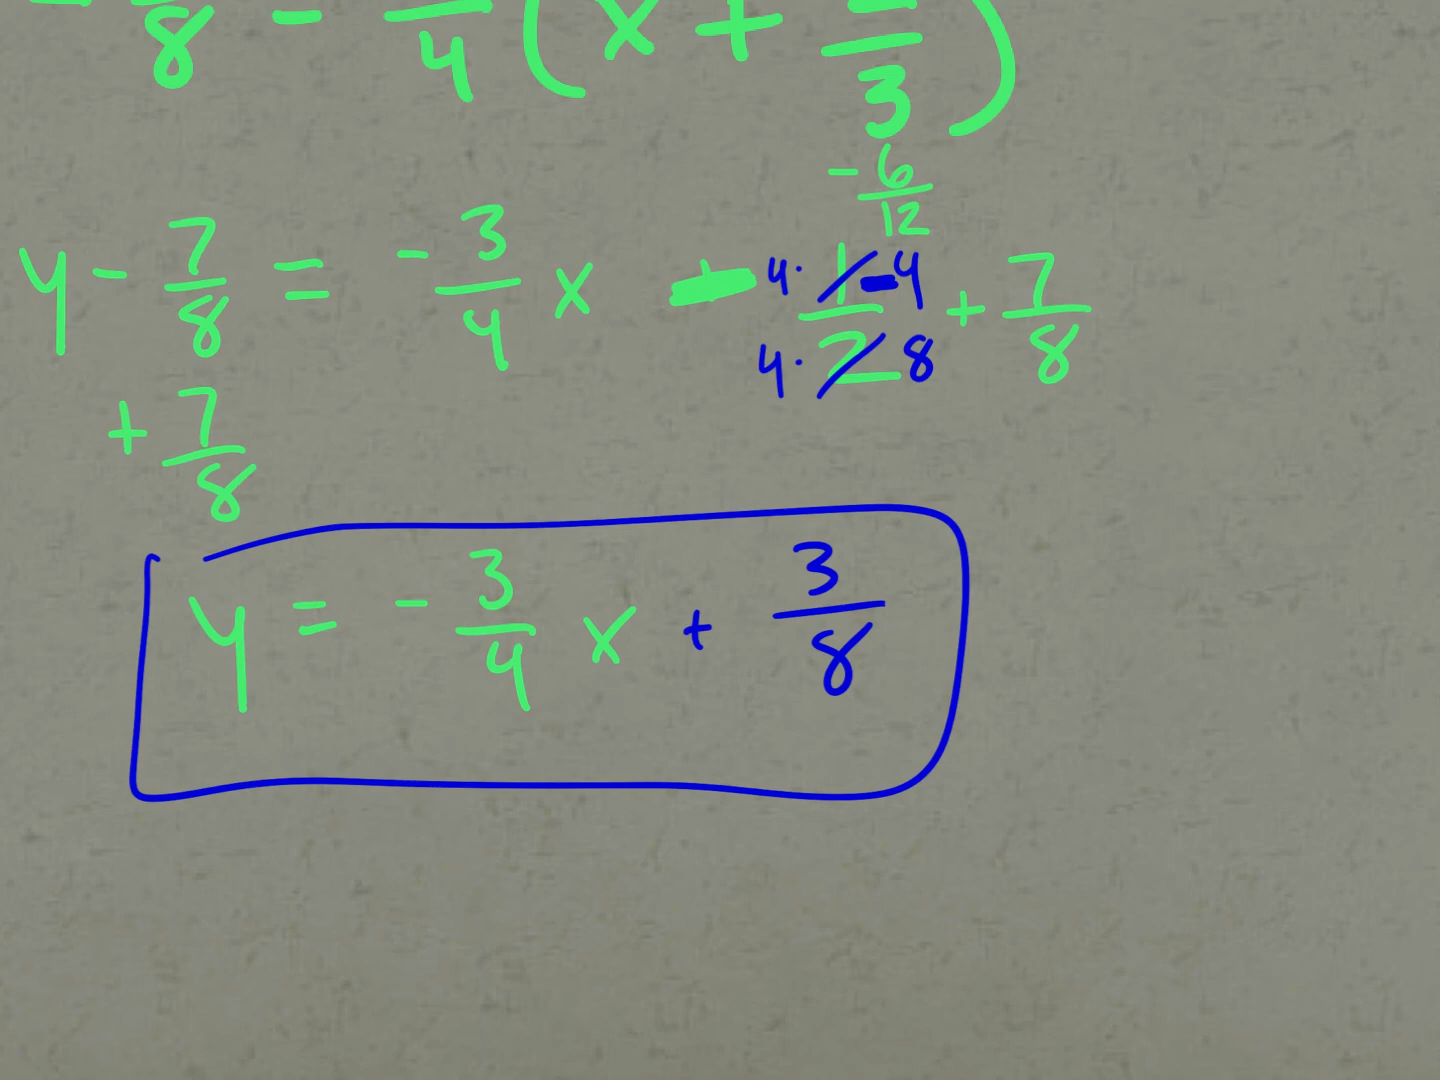 8 - 4 ( x + 3 )
- 6/12
y - 7/8 = - 3/4 x - 4· 1 -4 / 4· 2 8 + 7/8
+ 7/8
y = - 3/4 x + 3/8